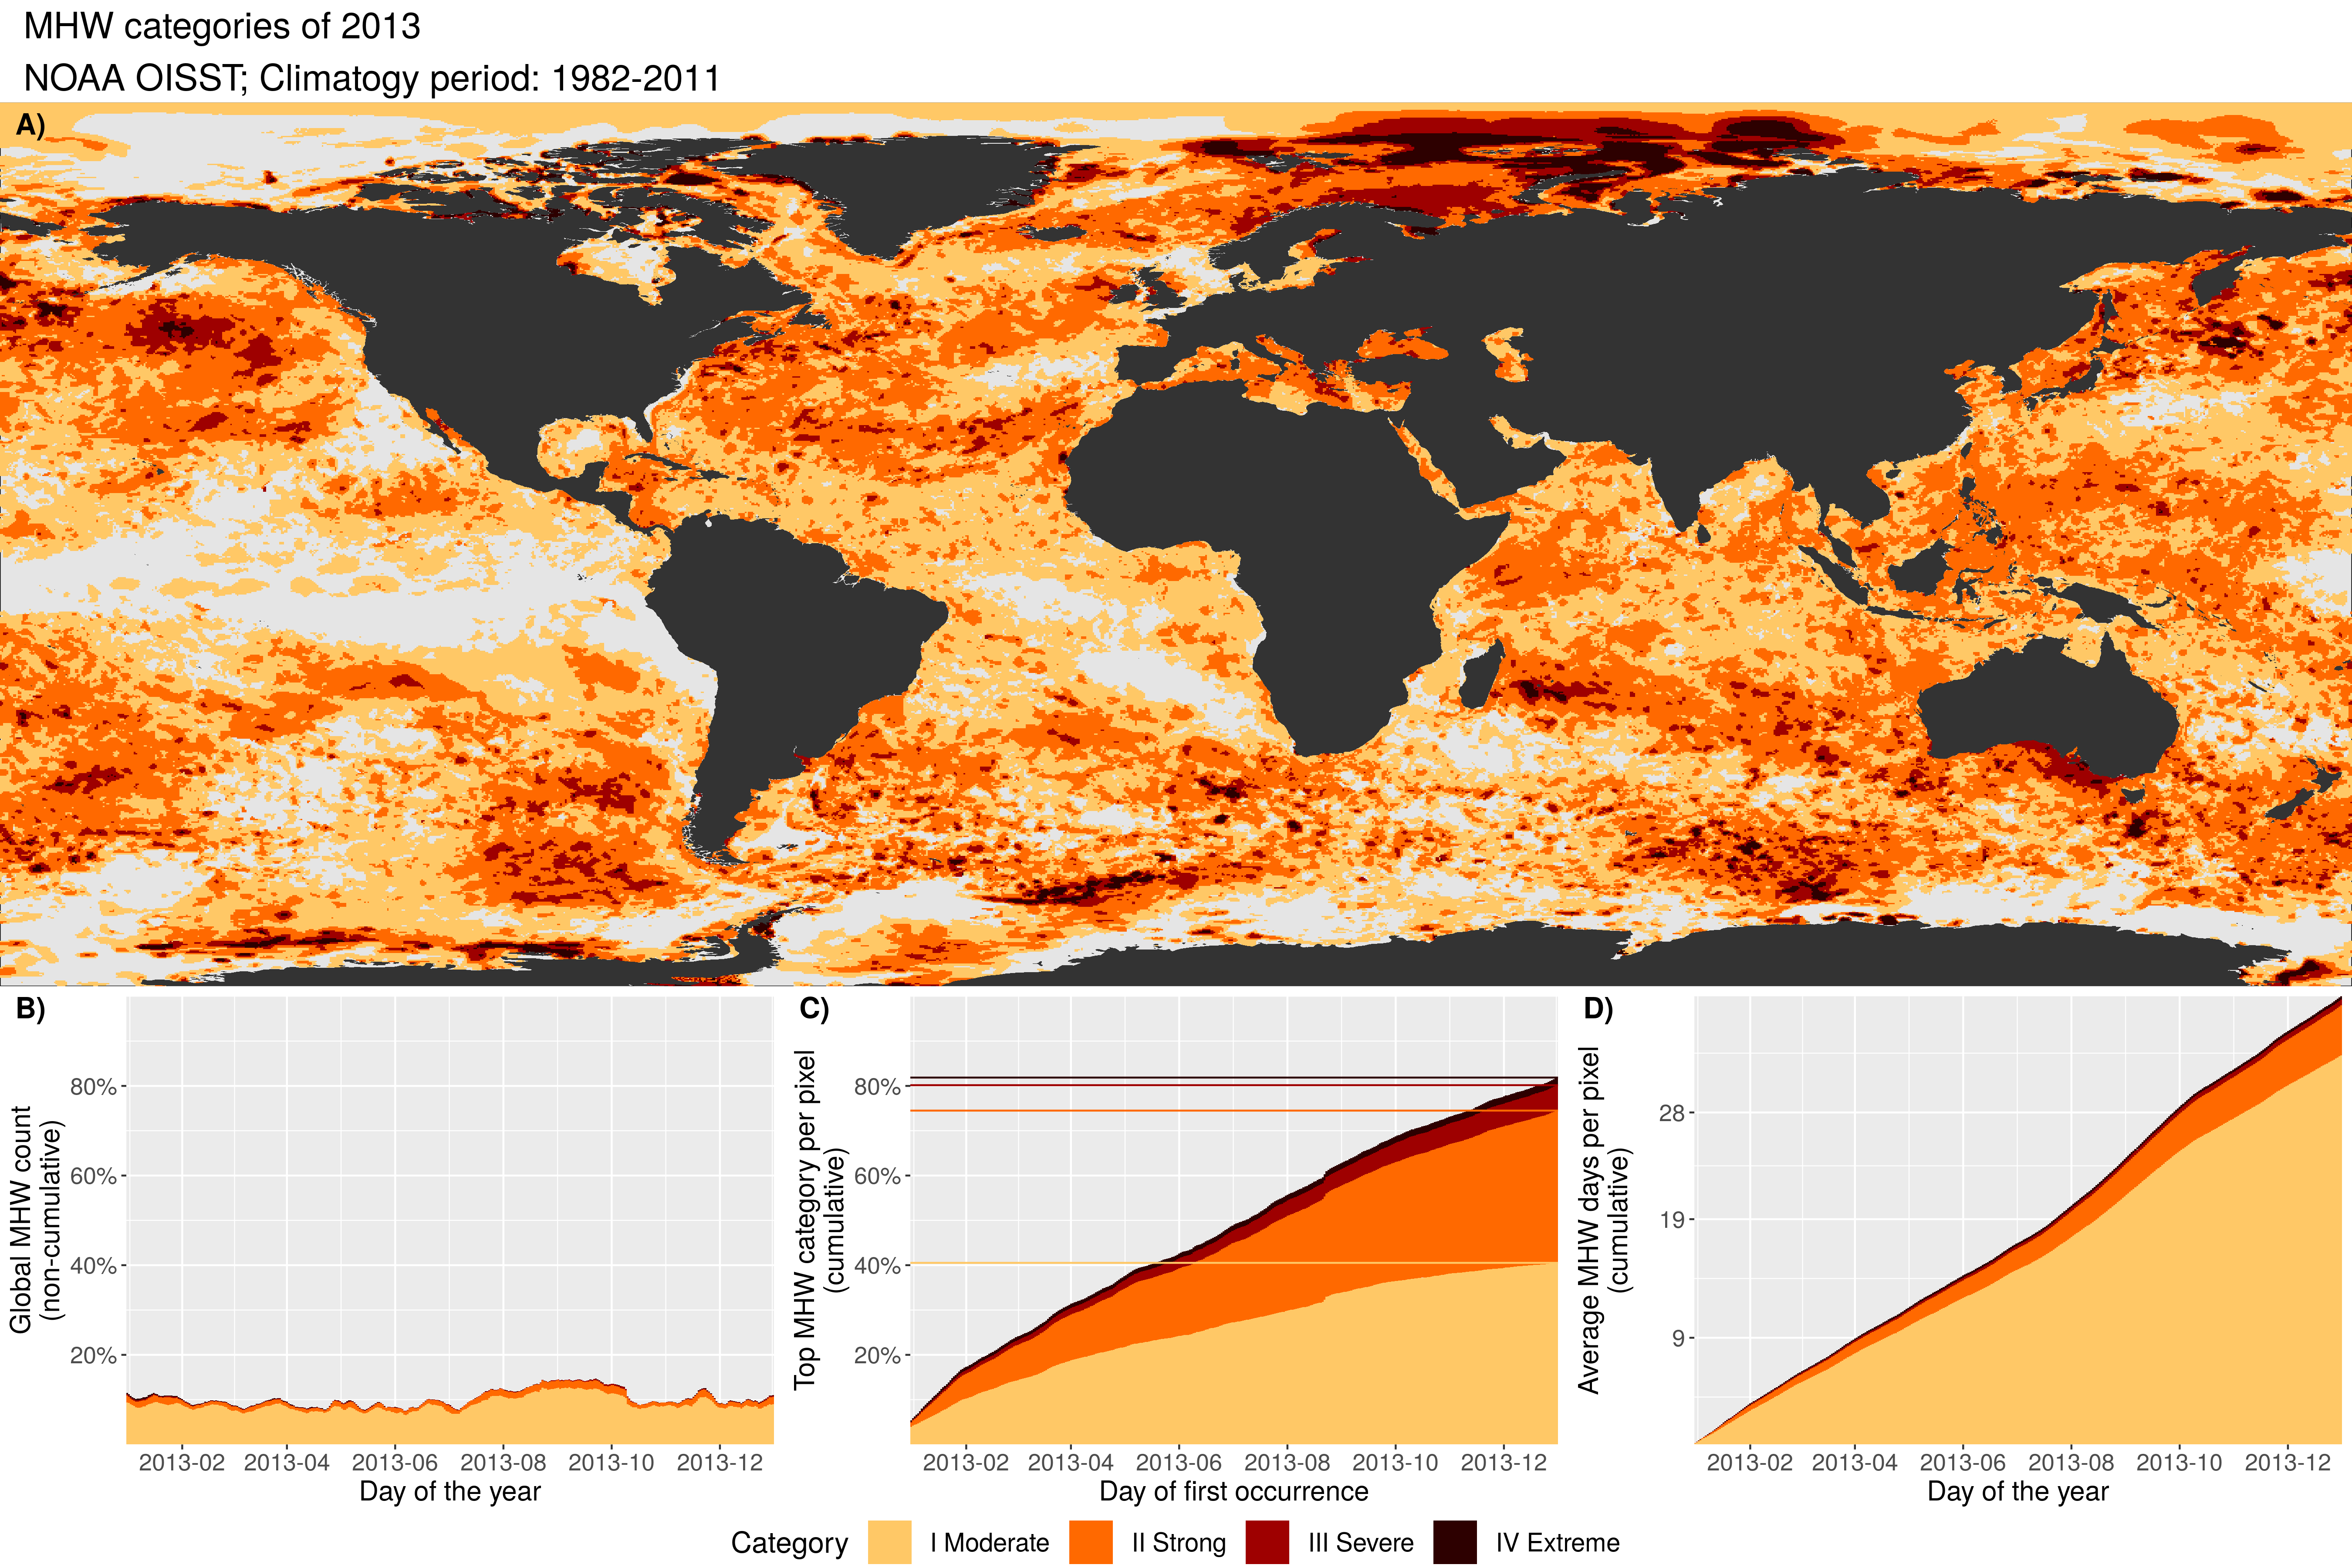 MHW categories of 2013
NOAA OISST; Climatogy period: 1982-2011
A)
B)
Global MHW count
(non-cumulative)
80%
60%
40%
20%
2013-02 2013-04 2013-06 2013-08 2013-10 2013-12
Day of the year
C)
Top MHW category per pixel
(cumulative)
80%
60%
40%
20%
2013-02 2013-04 2013-06 2013-08 2013-10 2013-12
Day of first occurrence
D)
Average MHW days per pixel
(cumulative)
28
19
9
2013-02 2013-04 2013-06 2013-08 2013-10 2013-12
Day of the year
Category I Moderate II Strong III Severe IV Extreme